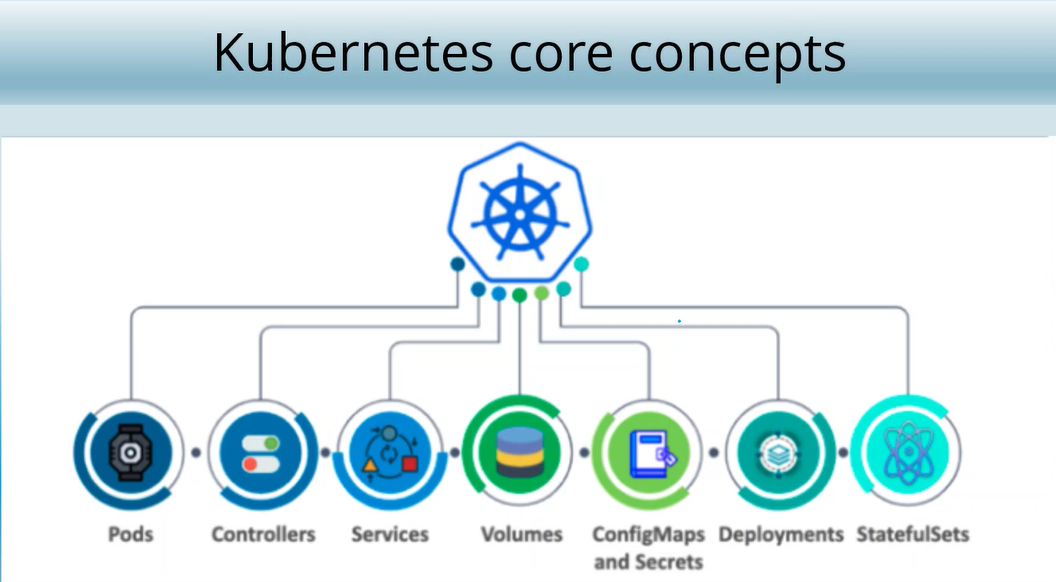 Kubernetes core concepts
Pods
Controllers
Services
Volumes
ConfigMaps
and Secrets
Deployments
StatefulSets